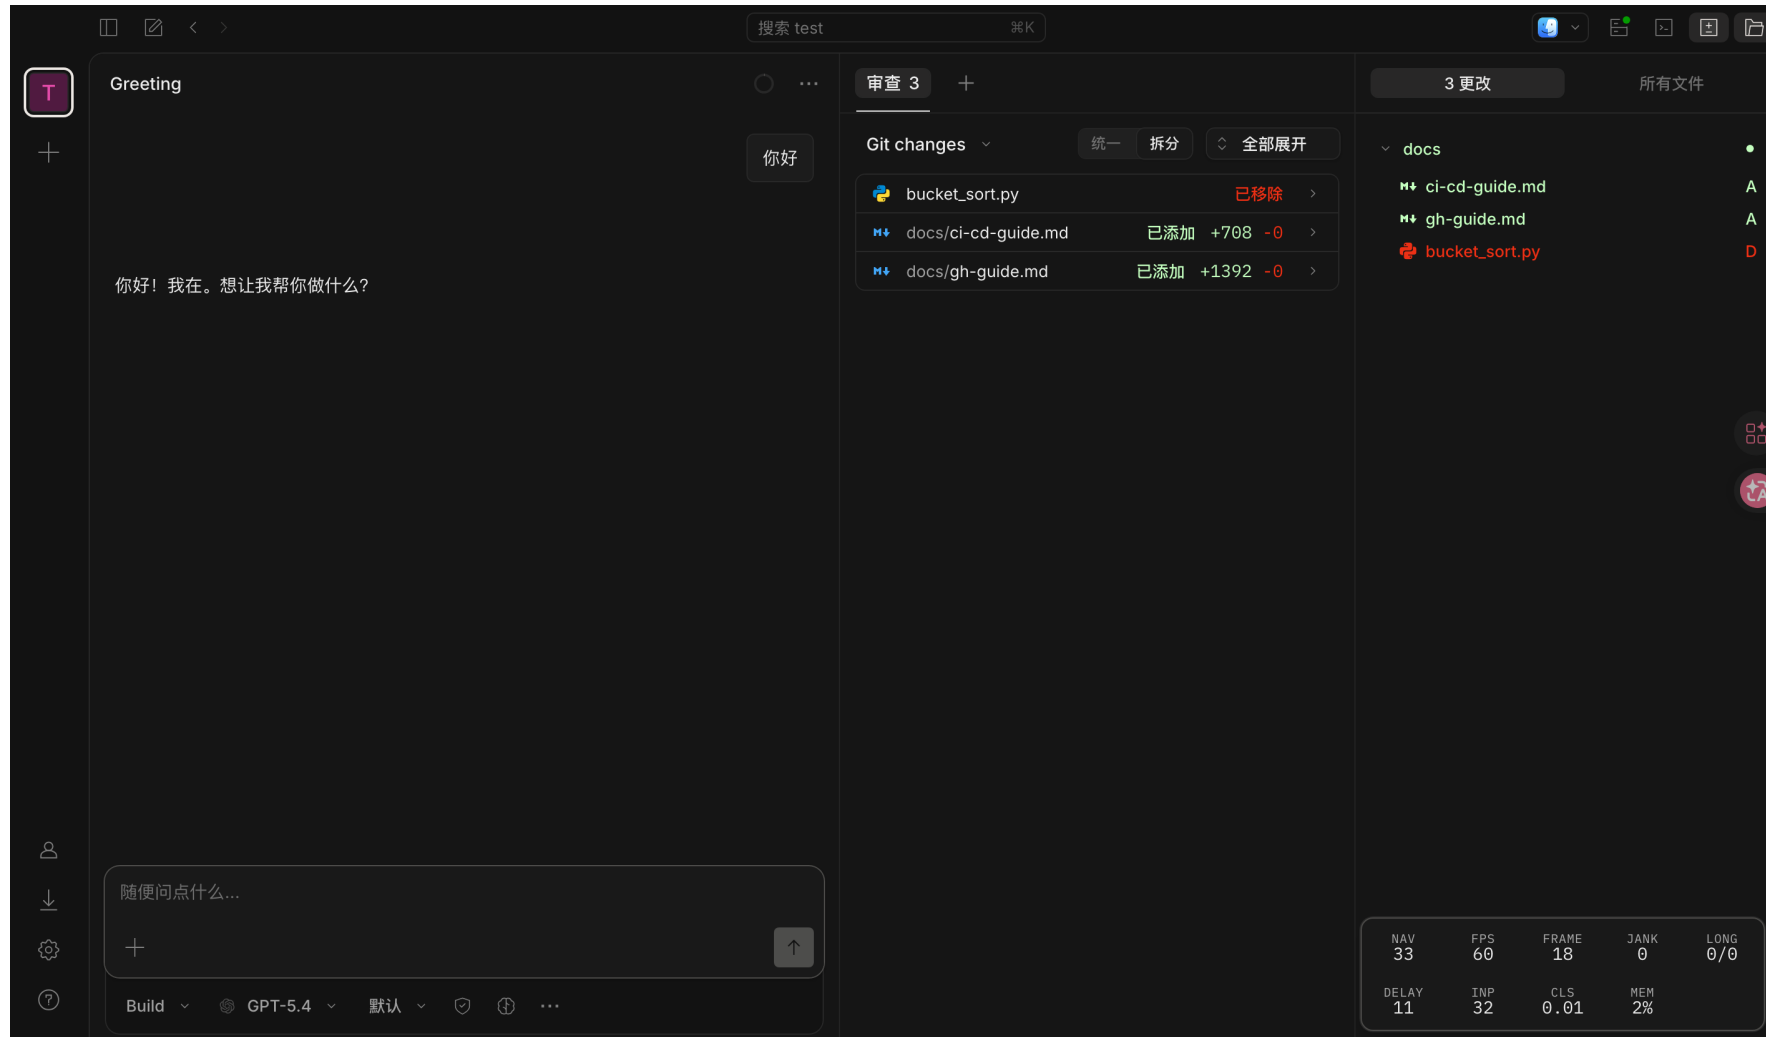 搜索 test ⌘K
T
Greeting
你好
你好！我在。想让我帮你做什么？
随便问点什么...
Build
GPT-5.4
默认
审查 3
Git changes
统一
拆分
全部展开
bucket_sort.py 已移除
docs/ci-cd-guide.md 已添加 +708 -0
docs/gh-guide.md 已添加 +1392 -0
3 更改
所有文件
docs
ci-cd-guide.md A
gh-guide.md A
bucket_sort.py D
NAV FPS FRAME JANK LONG
33 60 18 0 0/0
DELAY INP CLS MEM
11 32 0.01 2%